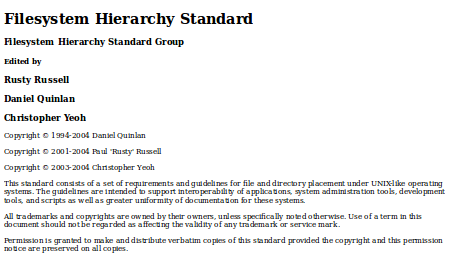 Filesystem Hierarchy Standard
Filesystem Hierarchy Standard Group
Edited by
Rusty Russell
Daniel Quinlan
Christopher Yeoh
Copyright © 1994-2004 Daniel Quinlan
Copyright © 2001-2004 Paul 'Rusty' Russell
Copyright © 2003-2004 Christopher Yeoh
This standard consists of a set of requirements and guidelines for file and directory placement under UNIX-like operating
systems. The guidelines are intended to support interoperability of applications, system administration tools, development
tools, and scripts as well as greater uniformity of documentation for these systems.
All trademarks and copyrights are owned by their owners, unless specifically noted otherwise. Use of a term in this
document should not be regarded as affecting the validity of any trademark or service mark.
Permission is granted to make and distribute verbatim copies of this standard provided the copyright and this permission
notice are preserved on all copies.